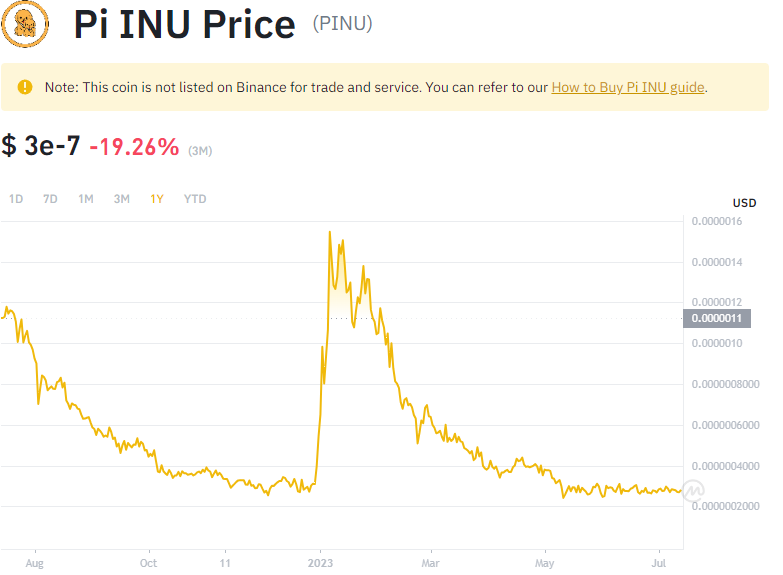 Pi INU Price (PINU)
Note: This coin is not listed on Binance for trade and service. You can refer to our How to Buy Pi INU guide.
$ 3e-7 -19.26% (3M)
1D 7D 1M 3M 1Y YTD
USD
0.0000016
0.0000014
0.0000012
0.0000011
0.0000010
0.0000008000
0.0000006000
0.0000004000
0.0000002000
Aug Oct 11 2023 Mar May Jul